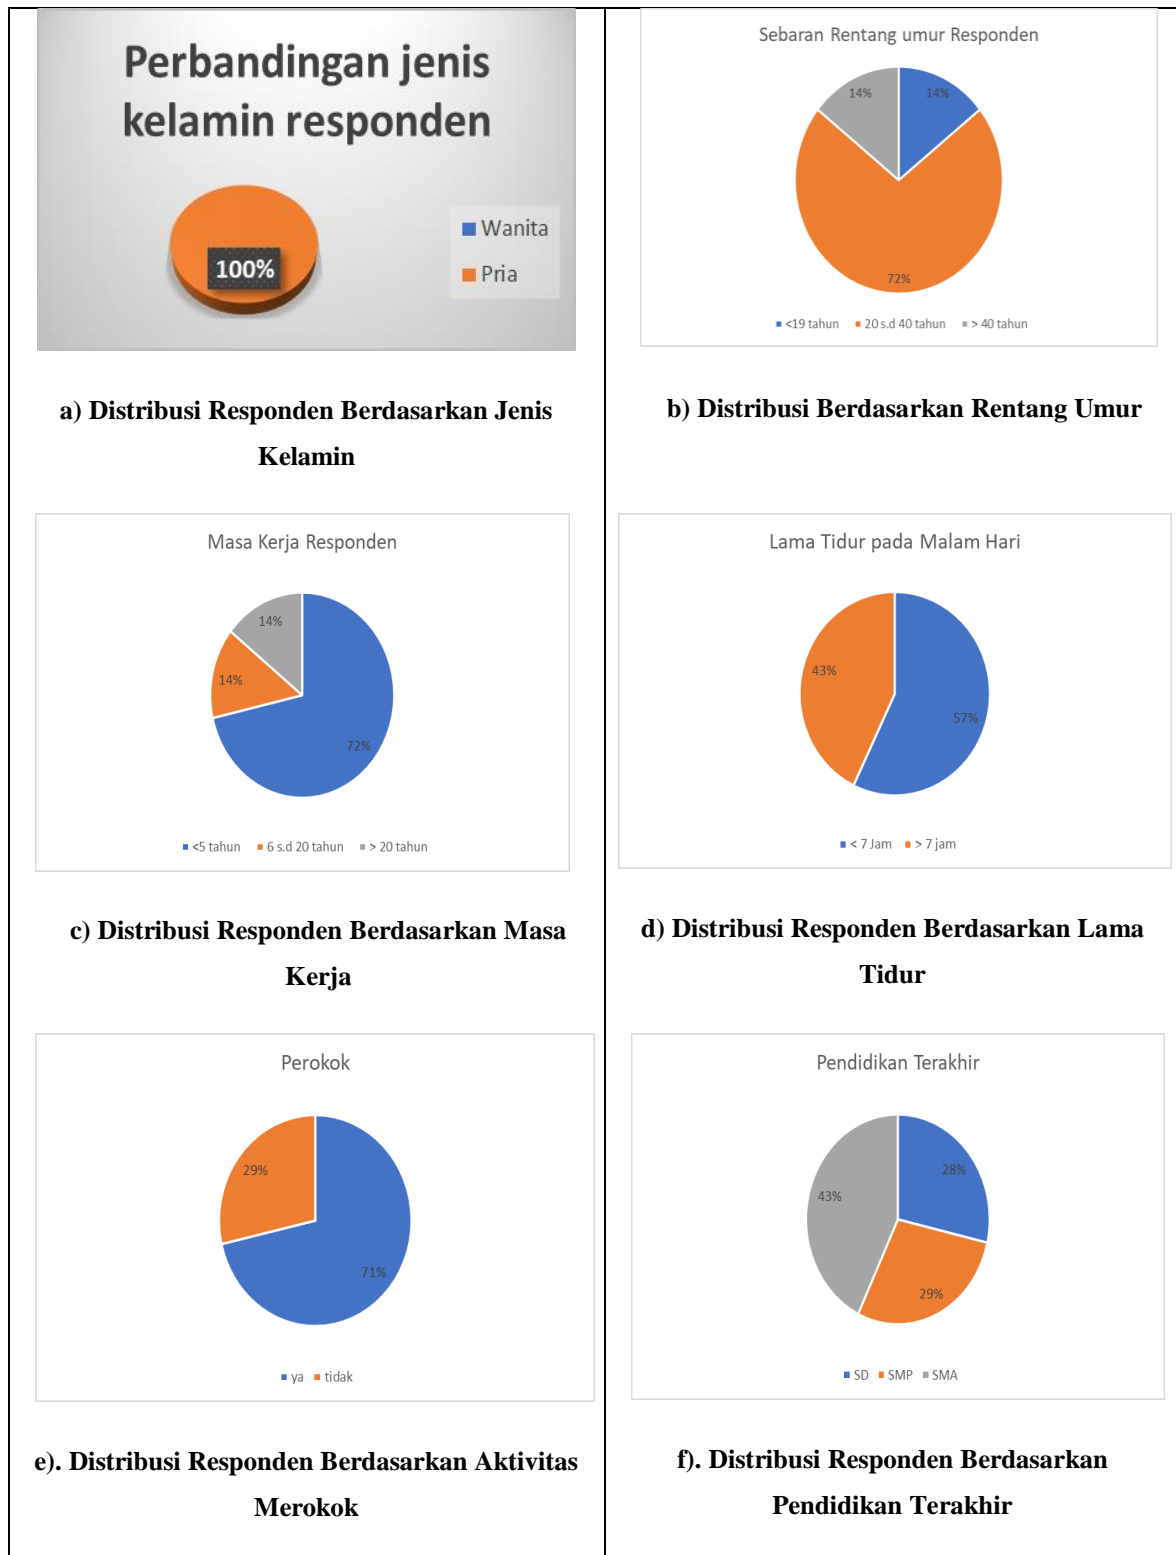 Perbandingan jenis
kelamin responden
100%
Wanita
Pria
a) Distribusi Responden Berdasarkan Jenis
Kelamin
Sebaran Rentang umur Responden
14%
14%
72%
<19 tahun 20 s.d 40 tahun > 40 tahun
b) Distribusi Berdasarkan Rentang Umur
Masa Kerja Responden
14%
14%
72%
<5 tahun 6 s.d 20 tahun > 20 tahun
c) Distribusi Responden Berdasarkan Masa
Kerja
Lama Tidur pada Malam Hari
43%
57%
< 7 Jam > 7 jam
d) Distribusi Responden Berdasarkan Lama
Tidur
Perokok
29%
71%
ya tidak
e). Distribusi Responden Berdasarkan Aktivitas
Merokok
Pendidikan Terakhir
28%
43%
29%
SD SMP SMA
f). Distribusi Responden Berdasarkan
Pendidikan Terakhir